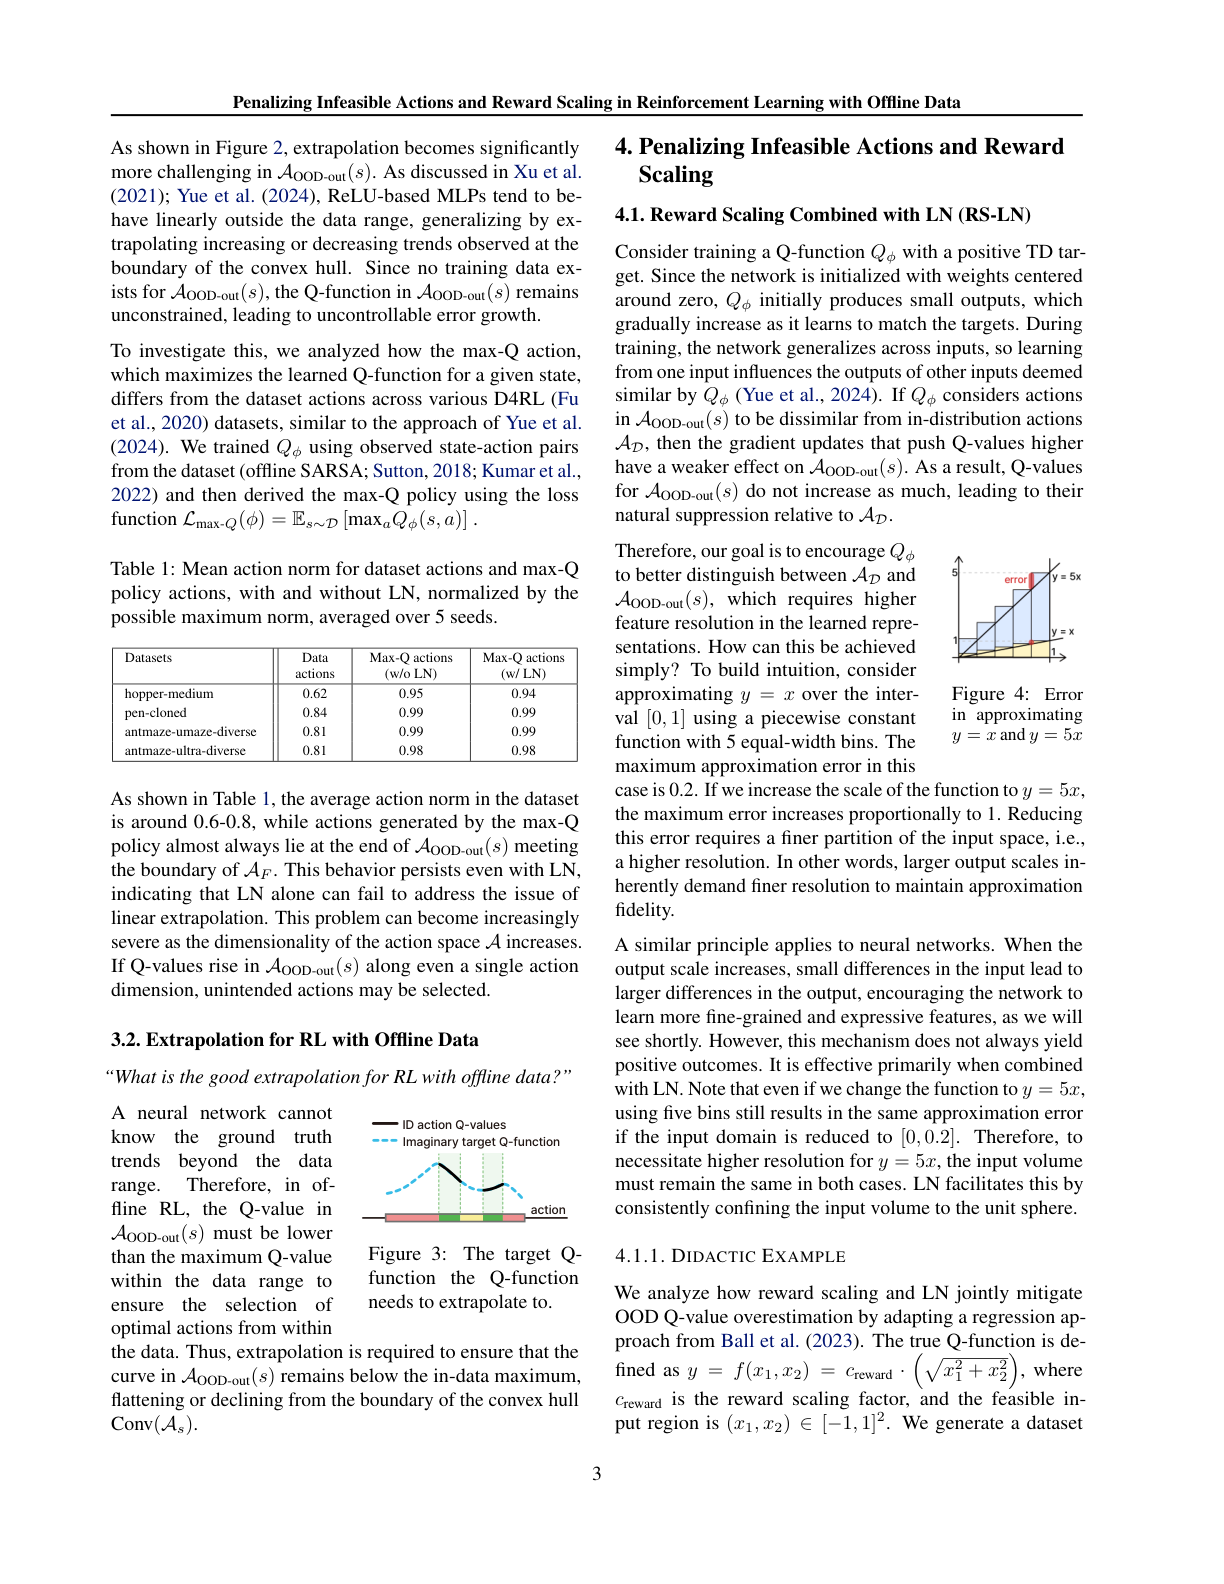 Penalizing Infeasible Actions and Reward Scaling in Reinforcement Learning with Offline Data
As shown in Figure 2, extrapolation becomes significantly
more challenging in 𝒜OOD-out(s). As discussed in Xu et al.
(2021); Yue et al. (2024), ReLU-based MLPs tend to be-
have linearly outside the data range, generalizing by ex-
trapolating increasing or decreasing trends observed at the
boundary of the convex hull. Since no training data ex-
ists for 𝒜OOD-out(s), the Q-function in 𝒜OOD-out(s) remains
unconstrained, leading to uncontrollable error growth.
To investigate this, we analyzed how the max-Q action,
which maximizes the learned Q-function for a given state,
differs from the dataset actions across various D4RL (Fu
et al., 2020) datasets, similar to the approach of Yue et al.
(2024). We trained Qϕ using observed state-action pairs
from the dataset (offline SARSA; Sutton, 2018; Kumar et al.,
2022) and then derived the max-Q policy using the loss
function ℒmax-Q(ϕ) = 𝔼s∼𝒟 [maxa Qϕ(s, a)] .
Table 1: Mean action norm for dataset actions and max-Q
policy actions, with and without LN, normalized by the
possible maximum norm, averaged over 5 seeds.
Datasets Data Max-Q actions Max-Q actions
actions (w/o LN) (w/ LN)
hopper-medium 0.62 0.95 0.94
pen-cloned 0.84 0.99 0.99
antmaze-umaze-diverse 0.81 0.99 0.99
antmaze-ultra-diverse 0.81 0.98 0.98
As shown in Table 1, the average action norm in the dataset
is around 0.6-0.8, while actions generated by the max-Q
policy almost always lie at the end of 𝒜OOD-out(s) meeting
the boundary of 𝒜F. This behavior persists even with LN,
indicating that LN alone can fail to address the issue of
linear extrapolation. This problem can become increasingly
severe as the dimensionality of the action space 𝒜 increases.
If Q-values rise in 𝒜OOD-out(s) along even a single action
dimension, unintended actions may be selected.
3.2. Extrapolation for RL with Offline Data
“What is the good extrapolation for RL with offline data?”
A neural network cannot
know the ground truth
trends beyond the data
range. Therefore, in of-
fline RL, the Q-value in
𝒜OOD-out(s) must be lower
than the maximum Q-value
within the data range to
ensure the selection of
optimal actions from within
ID action Q-values
Imaginary target Q-function
action
Figure 3: The target Q-
function the Q-function
needs to extrapolate to.
the data. Thus, extrapolation is required to ensure that the
curve in 𝒜OOD-out(s) remains below the in-data maximum,
flattening or declining from the boundary of the convex hull
Conv(𝒜s).
4. Penalizing Infeasible Actions and Reward
Scaling
4.1. Reward Scaling Combined with LN (RS-LN)
Consider training a Q-function Qϕ with a positive TD tar-
get. Since the network is initialized with weights centered
around zero, Qϕ initially produces small outputs, which
gradually increase as it learns to match the targets. During
training, the network generalizes across inputs, so learning
from one input influences the outputs of other inputs deemed
similar by Qϕ (Yue et al., 2024). If Qϕ considers actions
in 𝒜OOD-out(s) to be dissimilar from in-distribution actions
𝒜𝒟, then the gradient updates that push Q-values higher
have a weaker effect on 𝒜OOD-out(s). As a result, Q-values
for 𝒜OOD-out(s) do not increase as much, leading to their
natural suppression relative to 𝒜𝒟.
Therefore, our goal is to encourage Qϕ
to better distinguish between 𝒜𝒟 and
𝒜OOD-out(s), which requires higher
feature resolution in the learned repre-
sentations. How can this be achieved
simply? To build intuition, consider
approximating y = x over the inter-
val [0, 1] using a piecewise constant
function with 5 equal-width bins. The
maximum approximation error in this
5
error
y = 5x
1
y = x
1
Figure 4: Error
in approximating
y = x and y = 5x
case is 0.2. If we increase the scale of the function to y = 5x,
the maximum error increases proportionally to 1. Reducing
this error requires a finer partition of the input space, i.e.,
a higher resolution. In other words, larger output scales in-
herently demand finer resolution to maintain approximation
fidelity.
A similar principle applies to neural networks. When the
output scale increases, small differences in the input lead to
larger differences in the output, encouraging the network to
learn more fine-grained and expressive features, as we will
see shortly. However, this mechanism does not always yield
positive outcomes. It is effective primarily when combined
with LN. Note that even if we change the function to y = 5x,
using five bins still results in the same approximation error
if the input domain is reduced to [0, 0.2]. Therefore, to
necessitate higher resolution for y = 5x, the input volume
must remain the same in both cases. LN facilitates this by
consistently confining the input volume to the unit sphere.
4.1.1. DIDACTIC EXAMPLE
We analyze how reward scaling and LN jointly mitigate
OOD Q-value overestimation by adapting a regression ap-
proach from Ball et al. (2023). The true Q-function is de-
fined as y = f(x₁, x₂) = creward · (√(x₁² + x₂²)), where
creward is the reward scaling factor, and the feasible in-
put region is (x₁, x₂) ∈ [−1, 1]². We generate a dataset
3